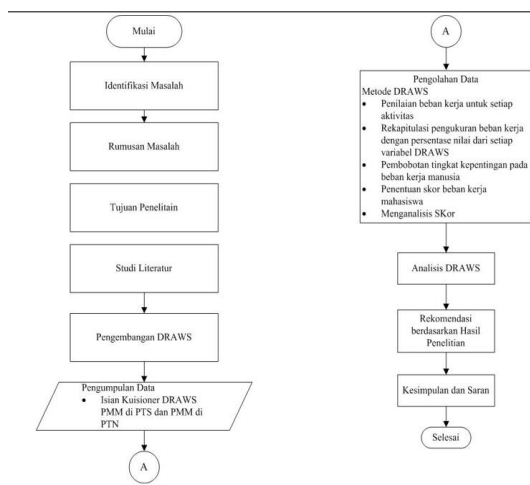 Mulai
Identifikasi Masalah
Rumusan Masalah
Tujuan Penelitain
Studi Literatur
Pengembangan DRAWS
Pengumpulan Data
• Isian Kuisioner DRAWS
PMM di PTS dan PMM di
PTN
A
A
Pengolahan Data
Metode DRAWS
• Penilaian beban kerja untuk setiap
aktivitas
• Rekapitulasi pengukuran beban kerja
dengan persentase nilai dari setiap
variabel DRAWS
• Pembobotan tingkat kepentingan pada
beban kerja manusia
• Penentuan skor beban kerja
mahasiswa
• Menganalisis SKor
Analisis DRAWS
Rekomendasi
berdasarkan Hasil
Penelitian
Kesimpulan dan Saran
Selesai